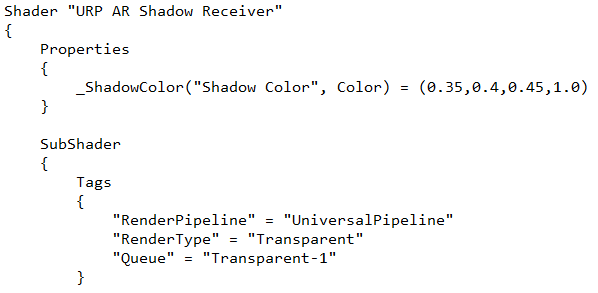 Shader "URP AR Shadow Receiver"
{
    Properties
    {
        _ShadowColor("Shadow Color", Color) = (0.35,0.4,0.45,1.0)
    }

    SubShader
    {
        Tags
        {
            "RenderPipeline" = "UniversalPipeline"
            "RenderType" = "Transparent"
            "Queue" = "Transparent-1"
        }